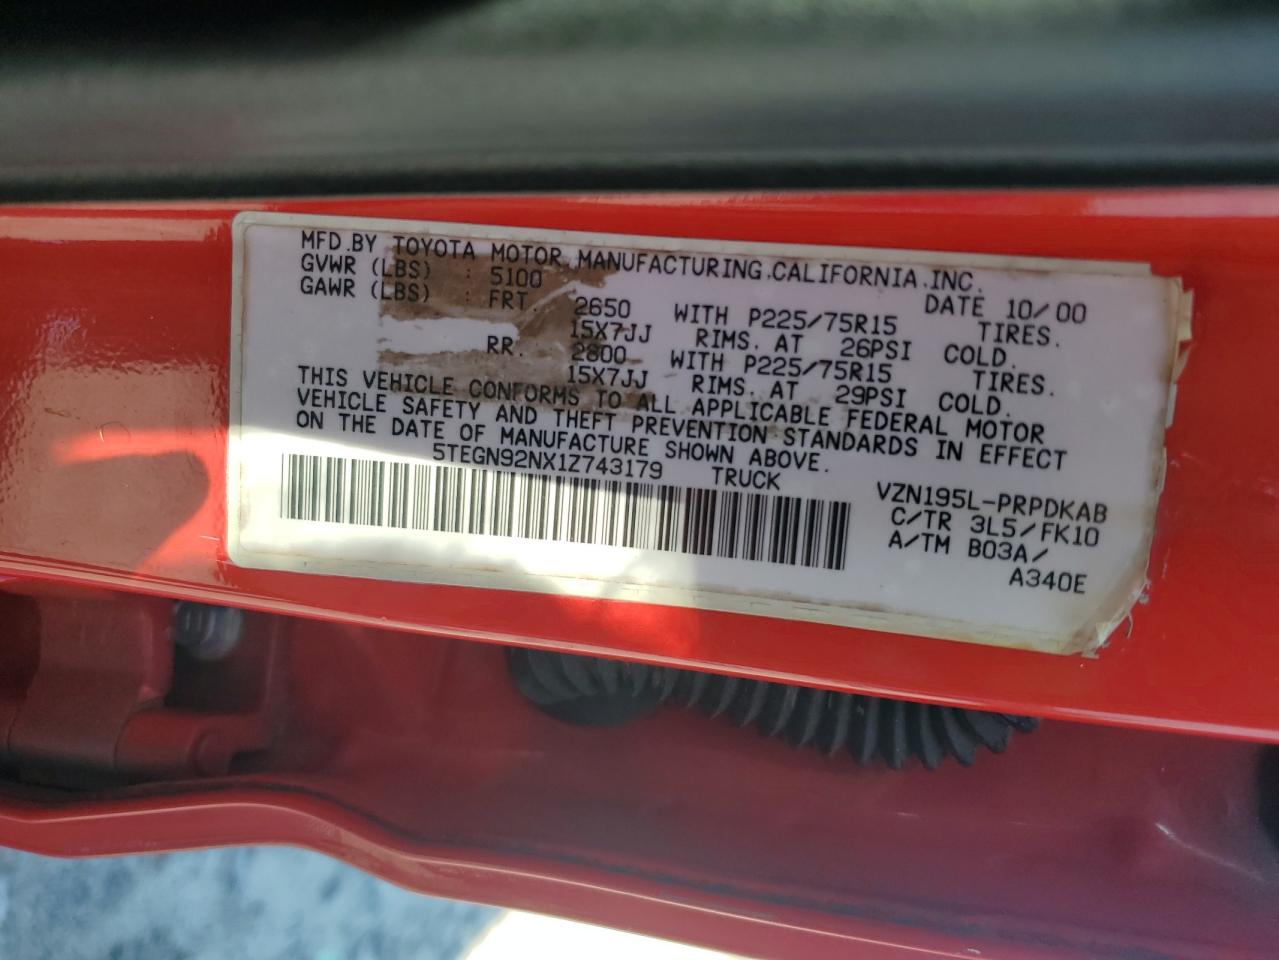 MFD.BY TOYOTA MOTOR MANUFACTURING.CALIFORNIA.INC.
GVWR (LBS) : 5100 DATE 10/00
GAWR (LBS) : FRT. 2650 WITH P225/75R15 TIRES.
15X7JJ RIMS. AT 26PSI COLD.
RR. 2800 WITH P225/75R15 TIRES.
15X7JJ RIMS. AT 29PSI COLD.
THIS VEHICLE CONFORMS TO ALL APPLICABLE FEDERAL MOTOR
VEHICLE SAFETY AND THEFT PREVENTION STANDARDS IN EFFECT
ON THE DATE OF MANUFACTURE SHOWN ABOVE.
5TEGN92NX1Z743179 TRUCK
VZN195L-PRPDKAB
C/TR 3L5/FK10
A/TM B03A/
A340E